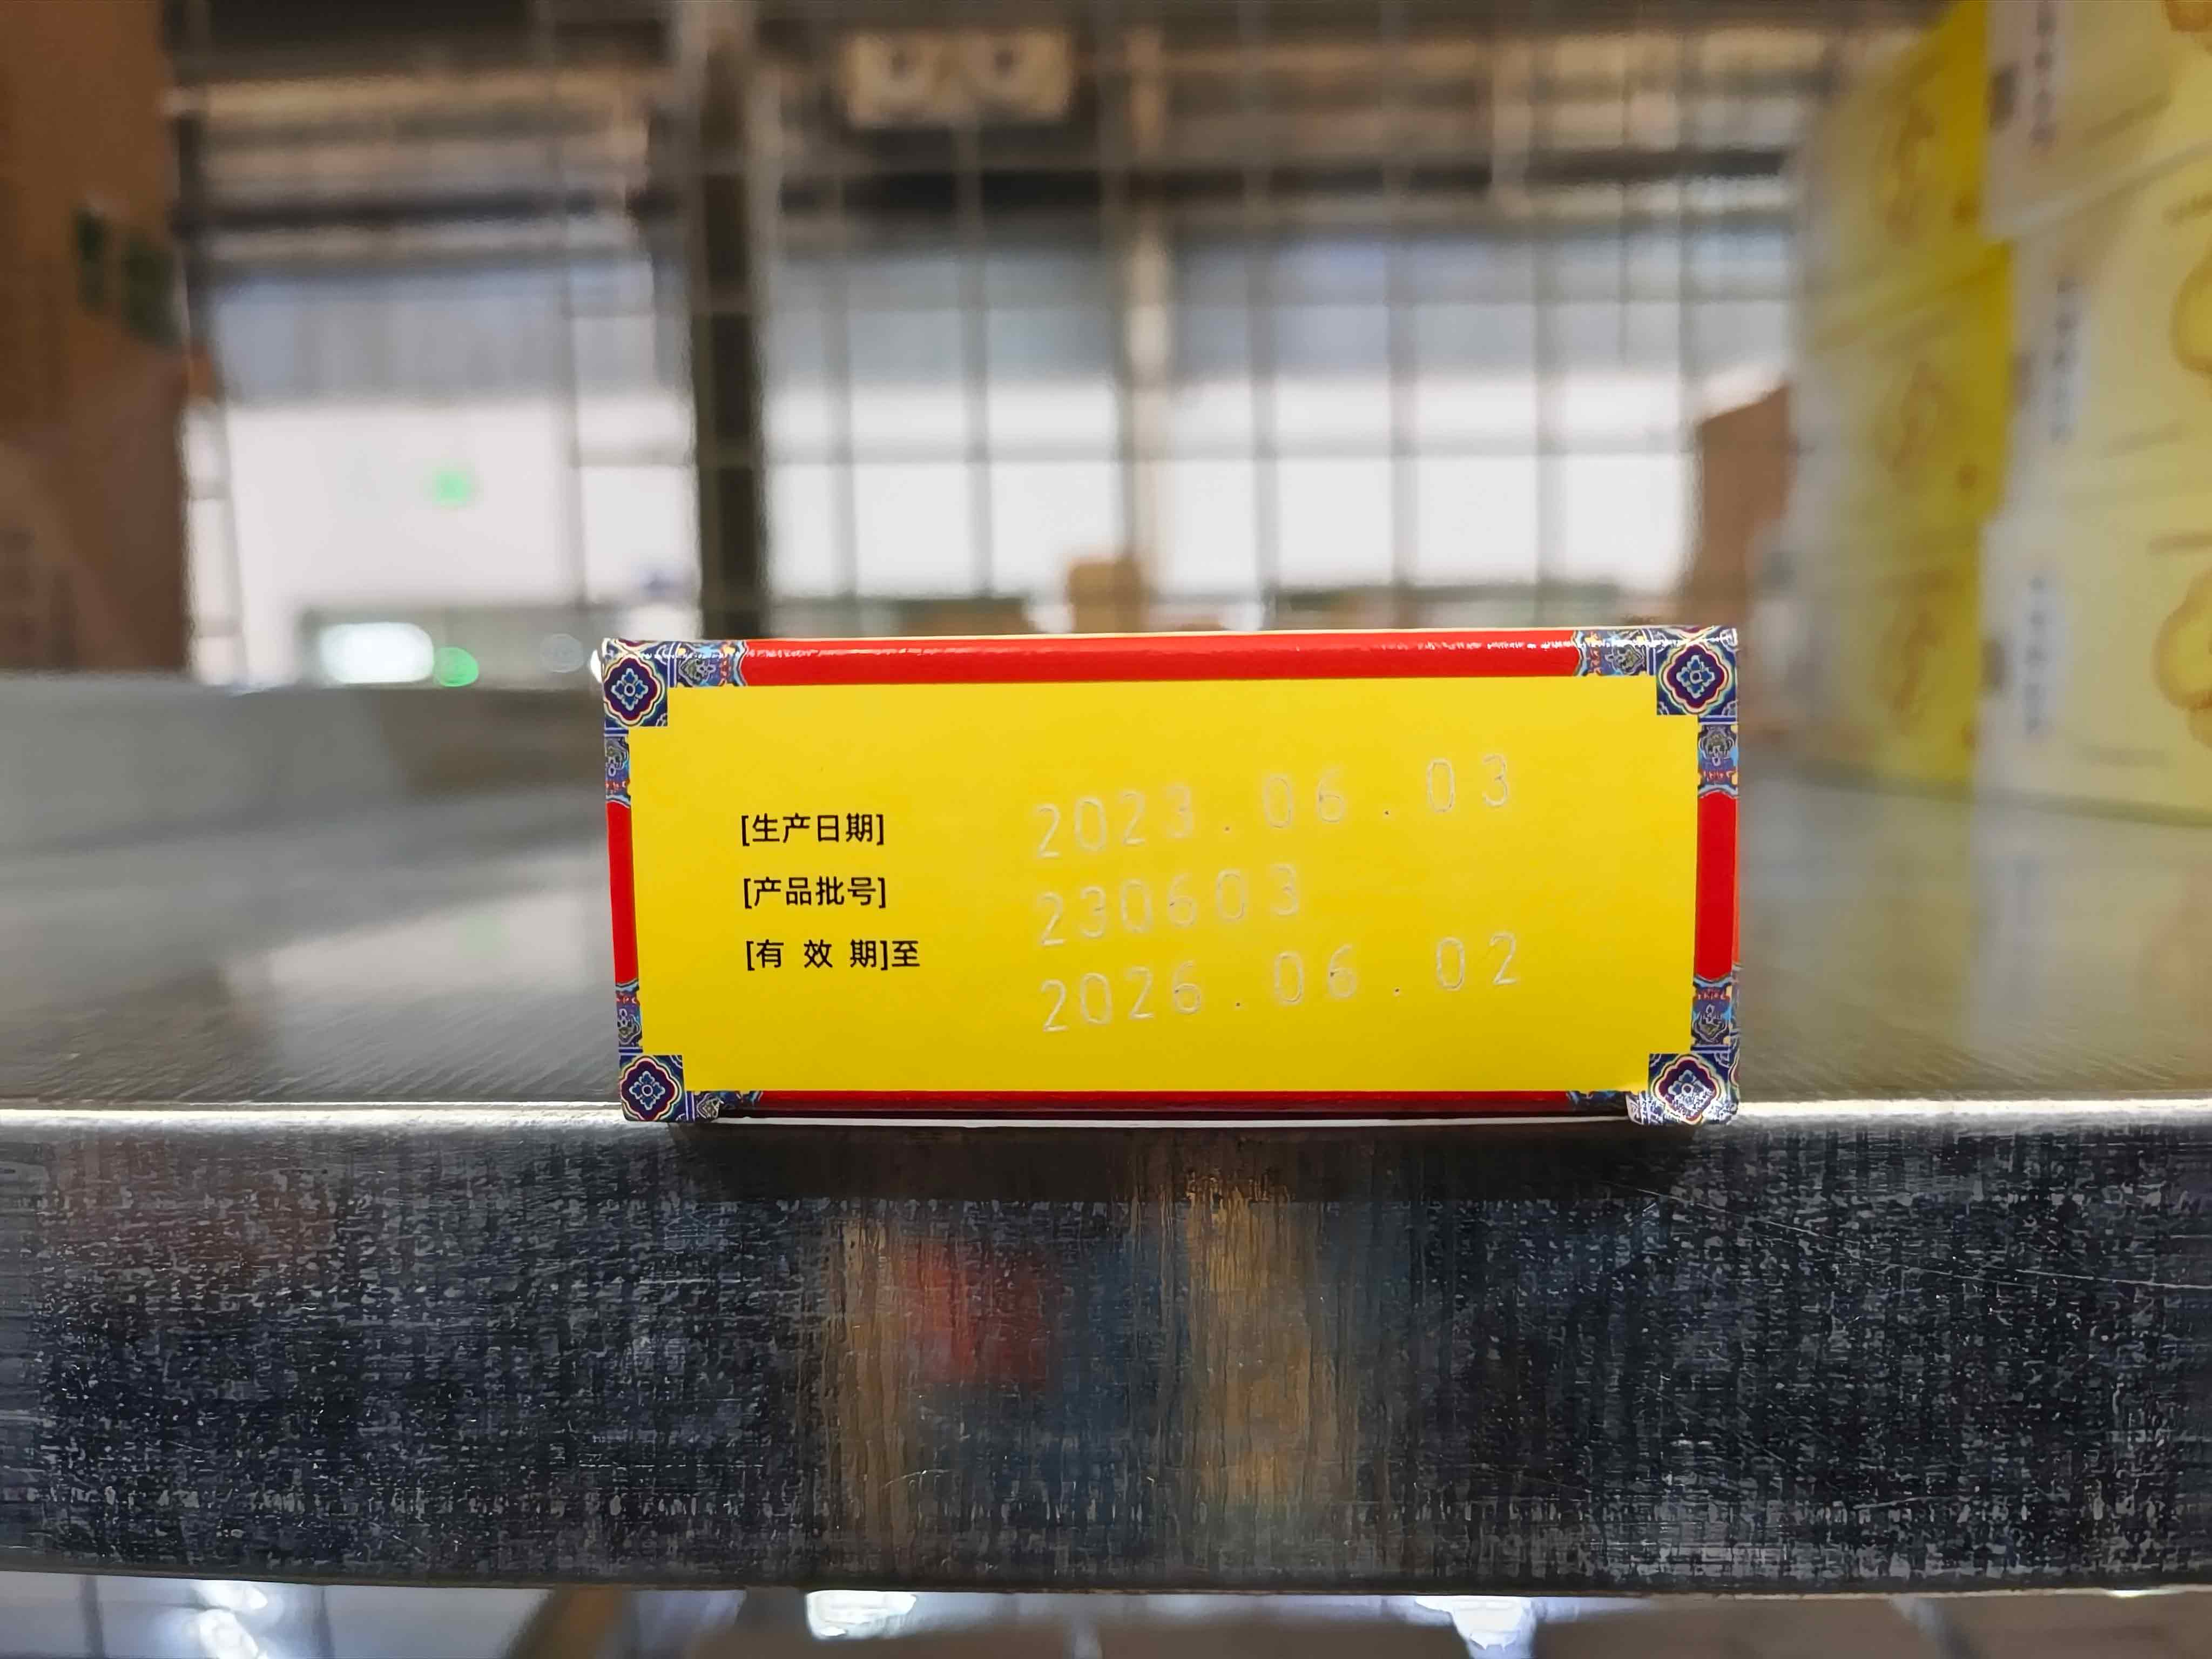 [生产日期] 2023.06.03
[产品批号] 230603
[有 效 期]至 2026.06.02